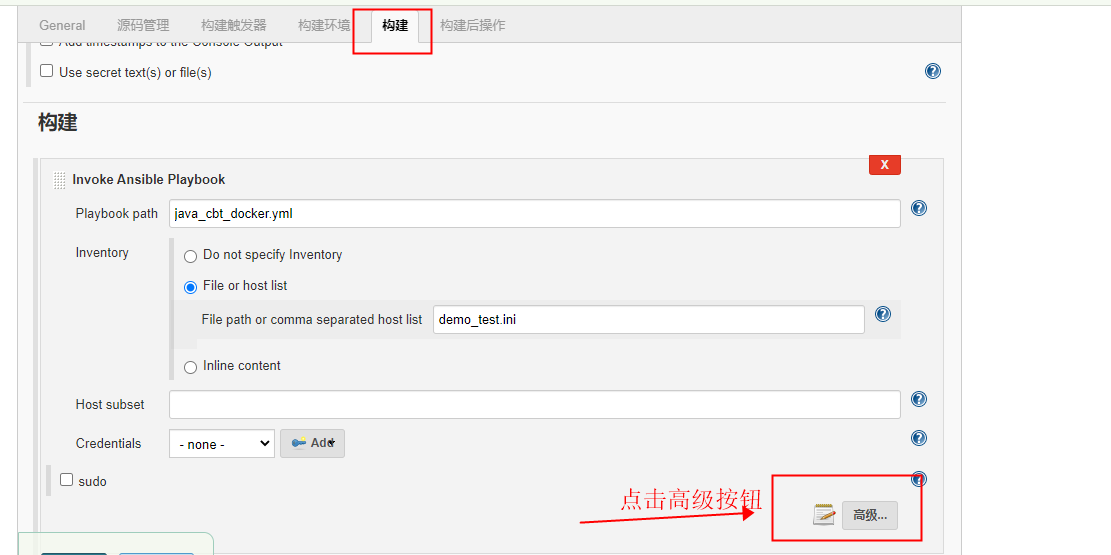 General 源码管理 构建触发器 构建环境 构建 构建后操作
Add timestamps to the Console Output
Use secret text(s) or file(s)
构建
X
Invoke Ansible Playbook
Playbook path java_cbt_docker.yml
Inventory
Do not specify Inventory
File or host list
File path or comma separated host list demo_test.ini
Inline content
Host subset
Credentials - none - Add
sudo
点击高级按钮
高级...